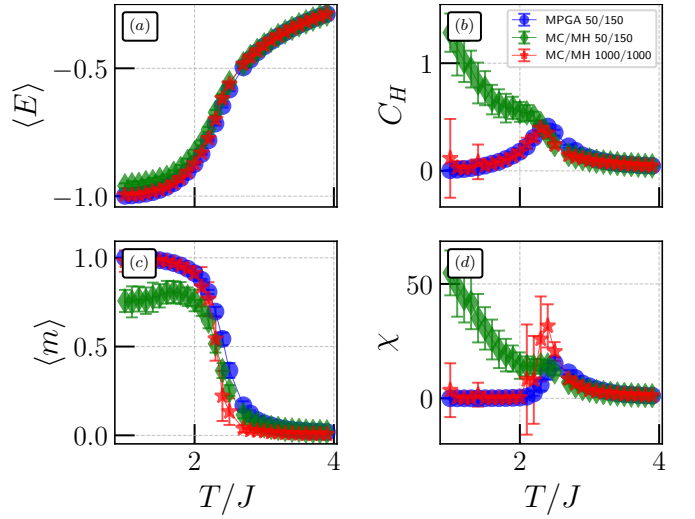 (a)
⟨E⟩
−0.5
−1.0
(b)
MPGA 50/150
MC/MH 50/150
MC/MH 1000/1000
C_H
1
0
(c)
⟨m⟩
1.0
0.5
0.0
2
4
T/J
(d)
χ
50
0
2
4
T/J